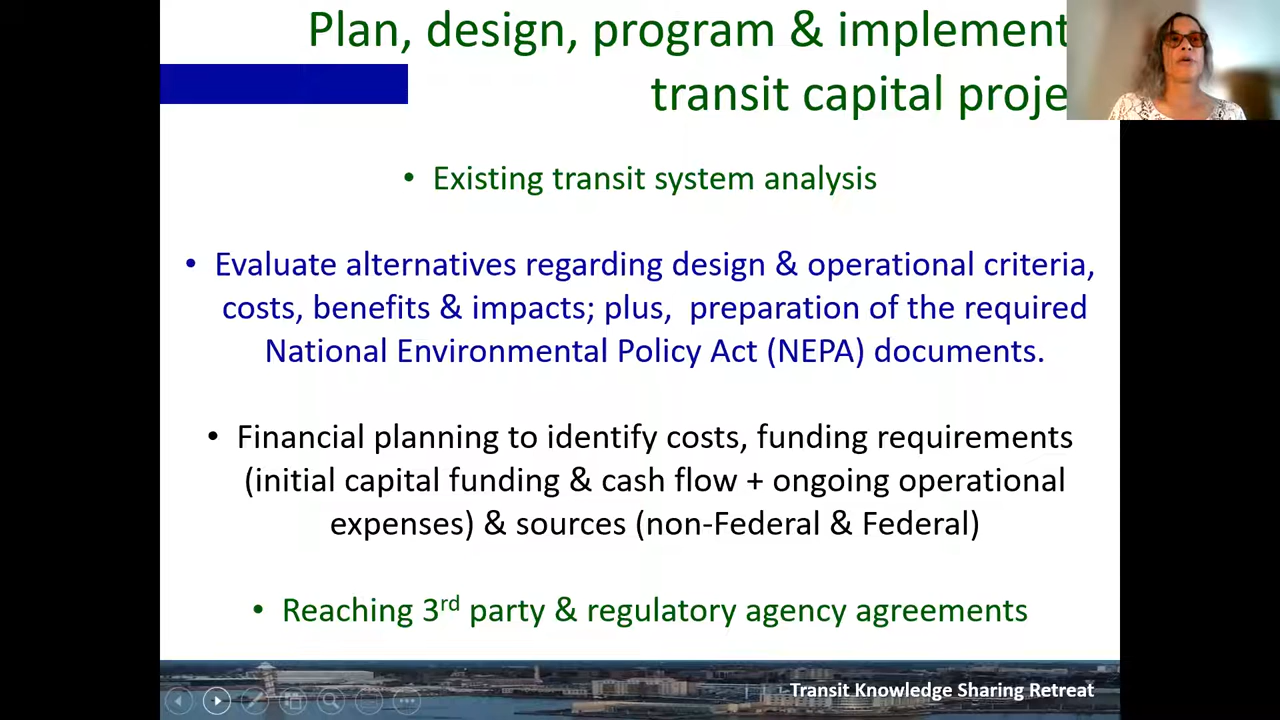 Plan, design, program & implement
transit capital proje
• Existing transit system analysis
• Evaluate alternatives regarding design & operational criteria,
costs, benefits & impacts; plus, preparation of the required
National Environmental Policy Act (NEPA) documents.
• Financial planning to identify costs, funding requirements
(initial capital funding & cash flow + ongoing operational
expenses) & sources (non-Federal & Federal)
• Reaching 3rd party & regulatory agency agreements
Transit Knowledge Sharing Retreat